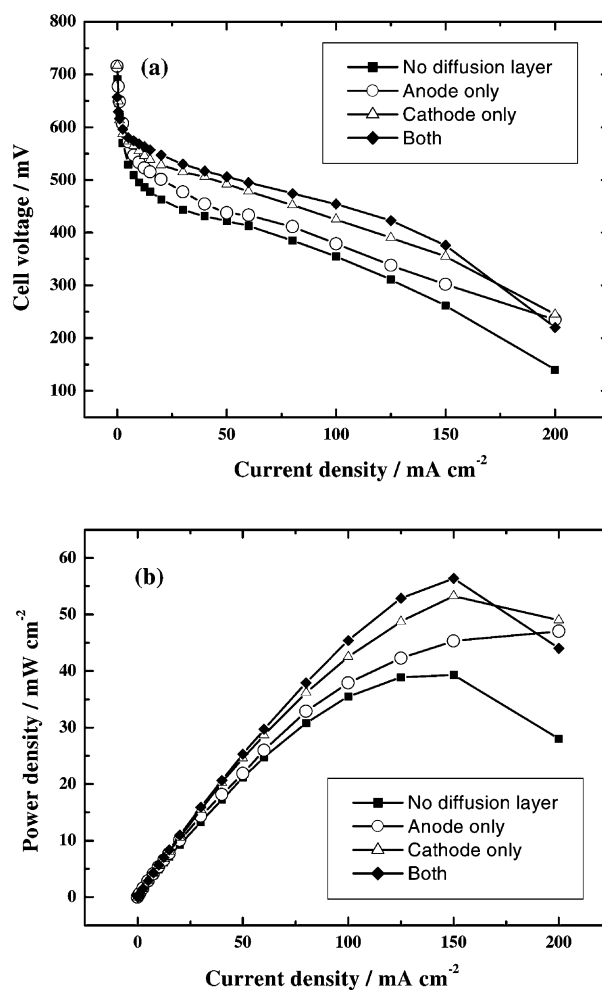 800
700
600
500
400
300
200
100
Cell voltage / mV
(a)
No diffusion layer
Anode only
Cathode only
Both
0 50 100 150 200
Current density / mA cm⁻²
60
50
40
30
20
10
0
Power density / mW cm⁻²
(b)
No diffusion layer
Anode only
Cathode only
Both
0 50 100 150 200
Current density / mA cm⁻²